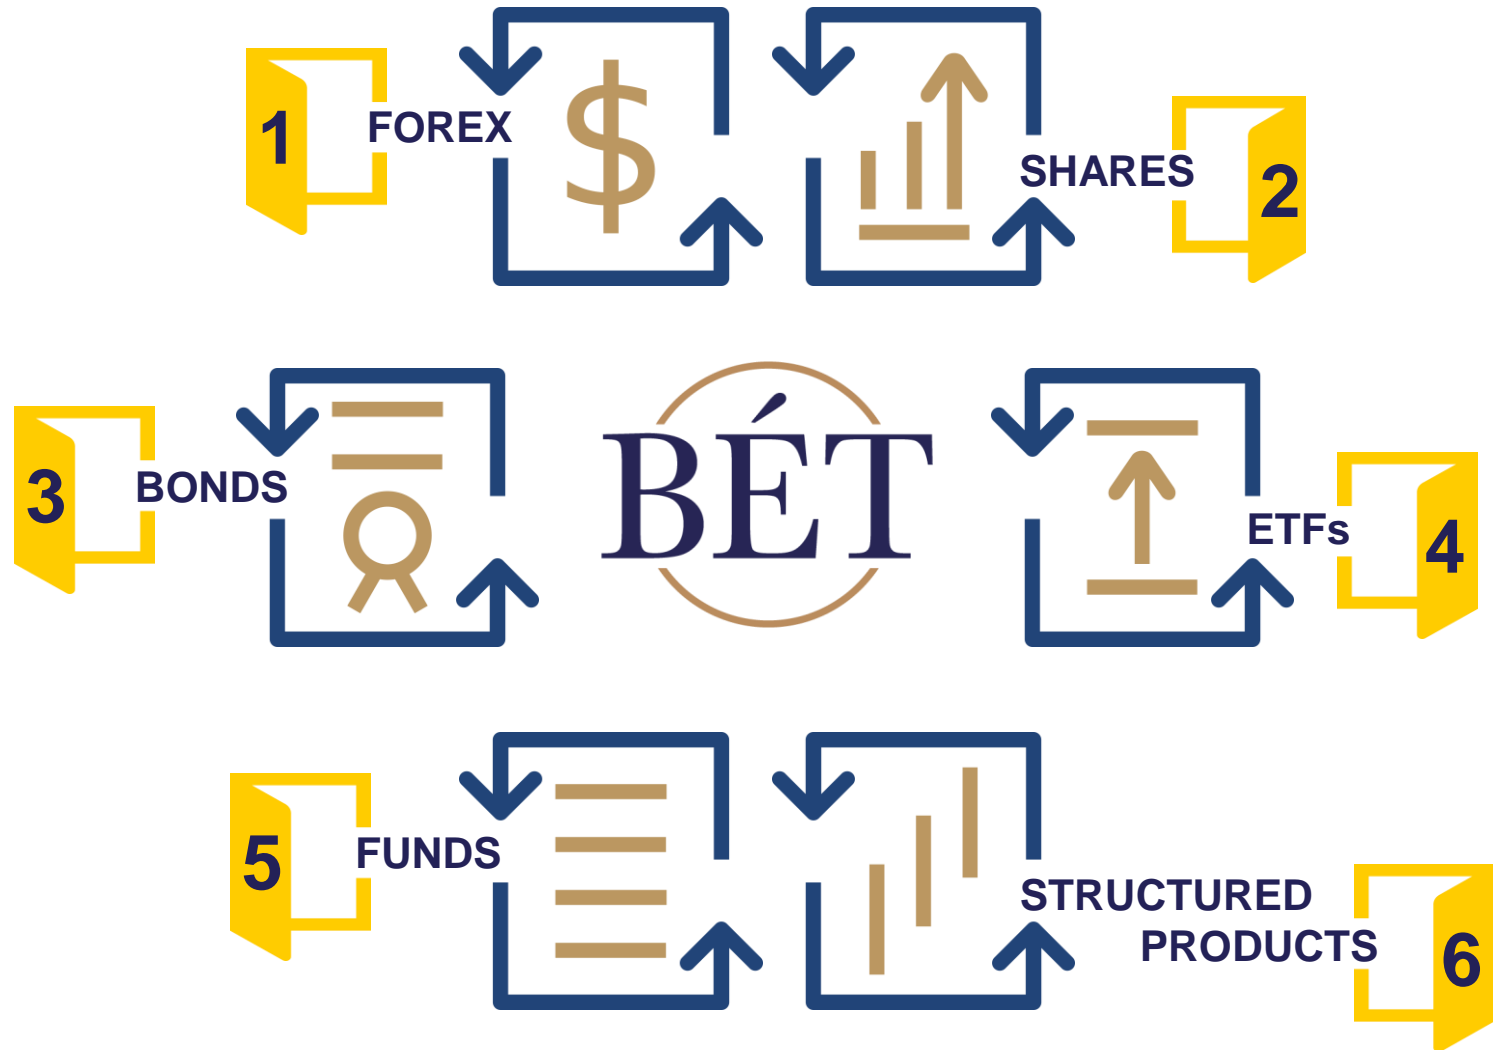 1
FOREX
$
SHARES
2
3
BONDS
BÉT
ETFs
4
5
FUNDS
STRUCTURED
PRODUCTS
6